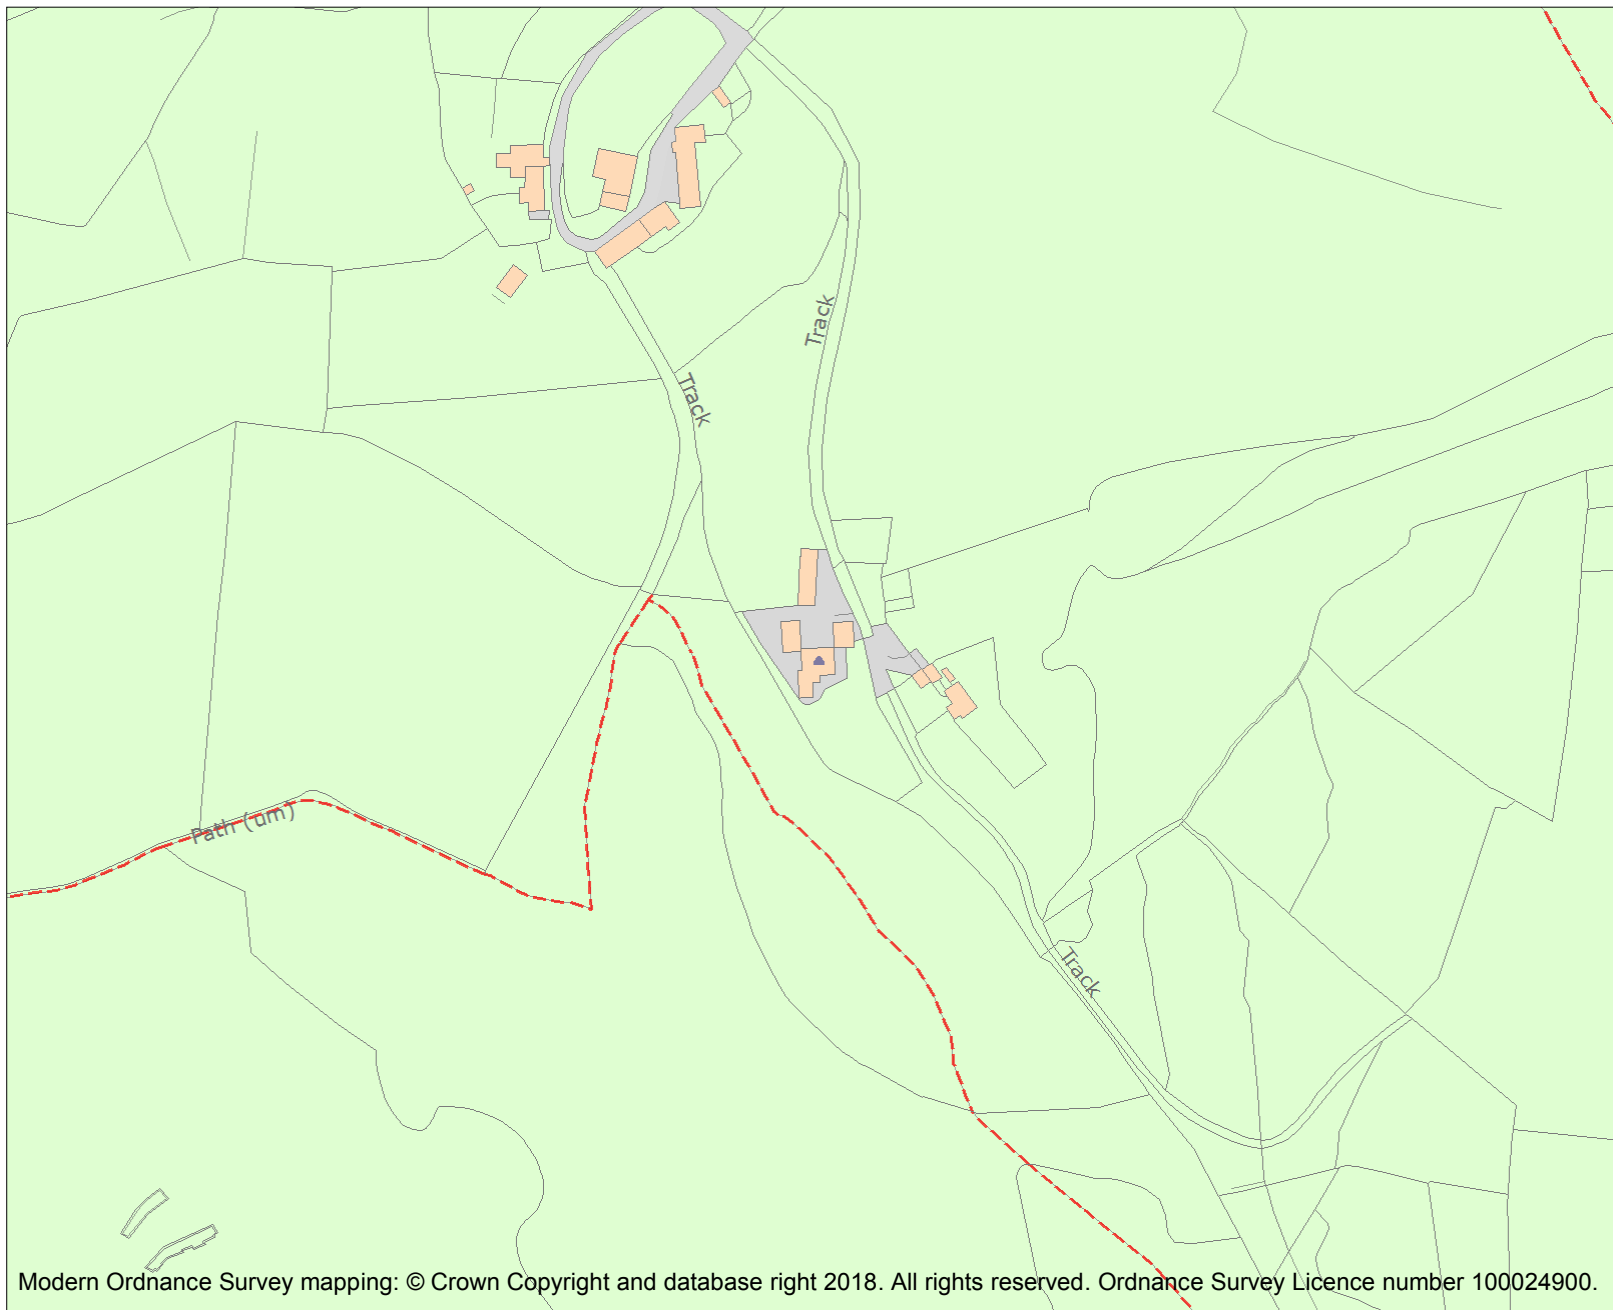 Track
Track
Path (um)
Track
Modern Ordnance Survey mapping: © Crown Copyright and database right 2018. All rights reserved. Ordnance Survey Licence number 100024900.